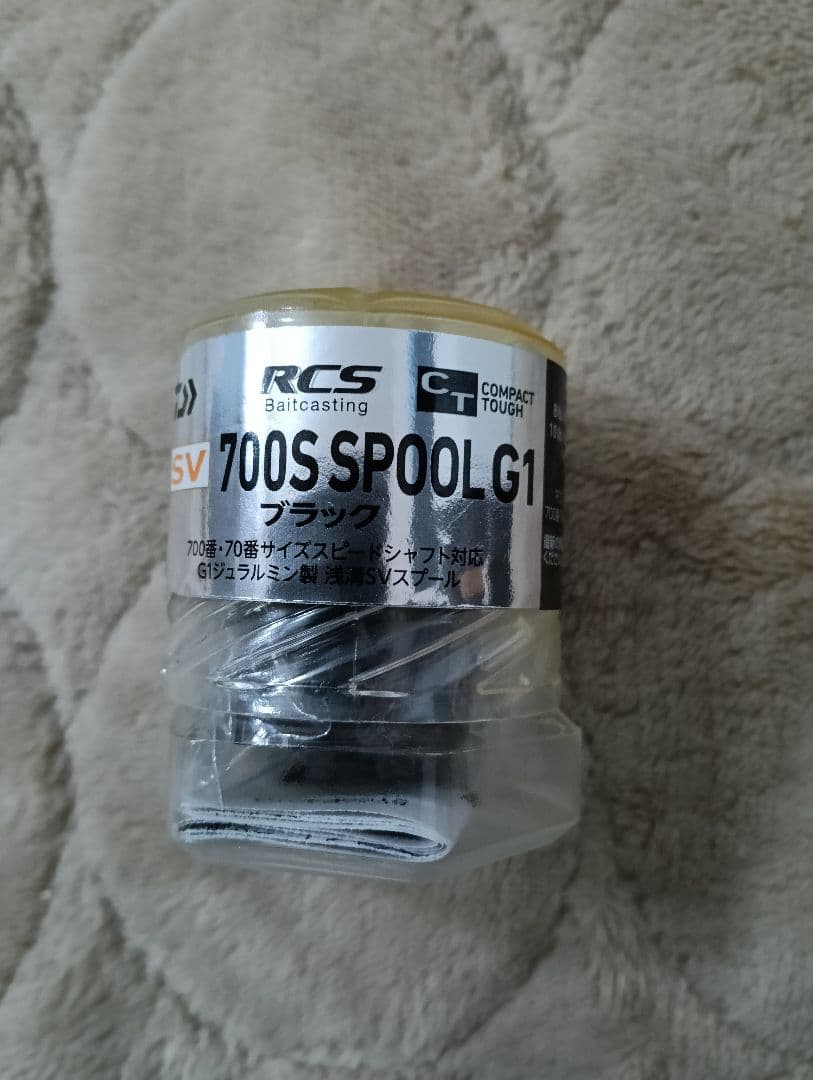 RCS
Baitcasting
CT COMPACT TOUGH
SV 700S SPOOL G1
ブラック
700番・70番サイズスピードシャフト対応
G1ジュラルミン製 浅溝SVスプール